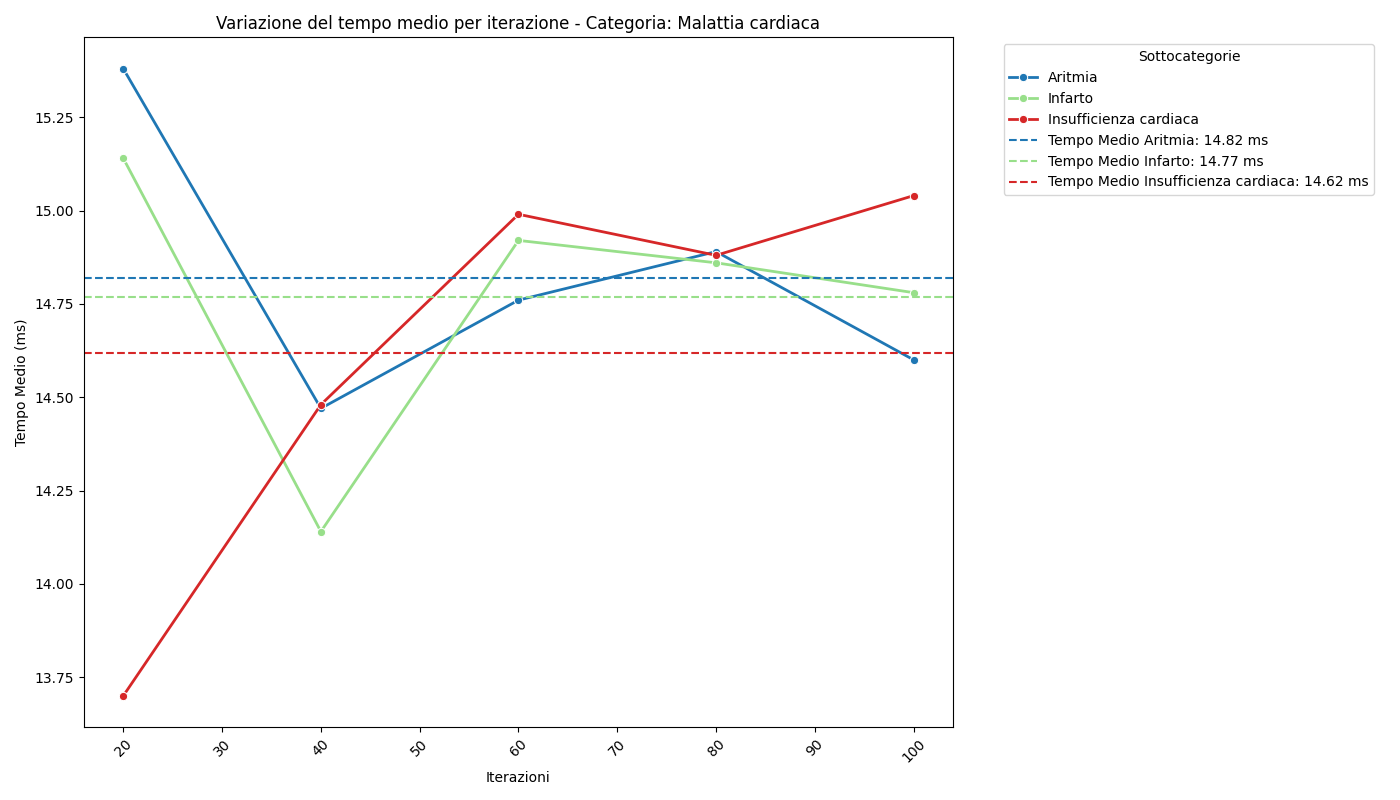 Variazione del tempo medio per iterazione - Categoria: Malattia cardiaca
Sottocategorie
Aritmia
Infarto
Insufficienza cardiaca
Tempo Medio Aritmia: 14.82 ms
Tempo Medio Infarto: 14.77 ms
Tempo Medio Insufficienza cardiaca: 14.62 ms
Tempo Medio (ms)
15.25
15.00
14.75
14.50
14.25
14.00
13.75
20
30
40
50
60
70
80
90
100
Iterazioni